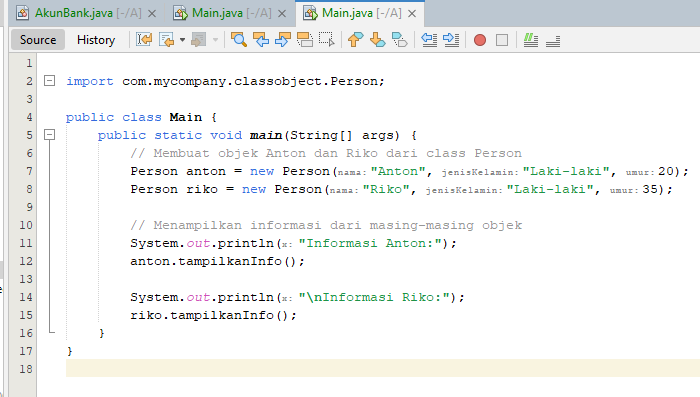 AkunBank.java [-/A] Main.java [-/A] Main.java [-/A]
Source History
1
2 import com.mycompany.classobject.Person;
3
4 public class Main {
5 public static void main(String[] args) {
6 // Membuat objek Anton dan Riko dari class Person
7 Person anton = new Person(nama: "Anton", jenisKelamin: "Laki-laki", umur: 20);
8 Person riko = new Person(nama: "Riko", jenisKelamin: "Laki-laki", umur: 35);
9
10 // Menampilkan informasi dari masing-masing objek
11 System.out.println(x: "Informasi Anton:");
12 anton.tampilkanInfo();
13
14 System.out.println(x: "\nInformasi Riko:");
15 riko.tampilkanInfo();
16 }
17 }
18